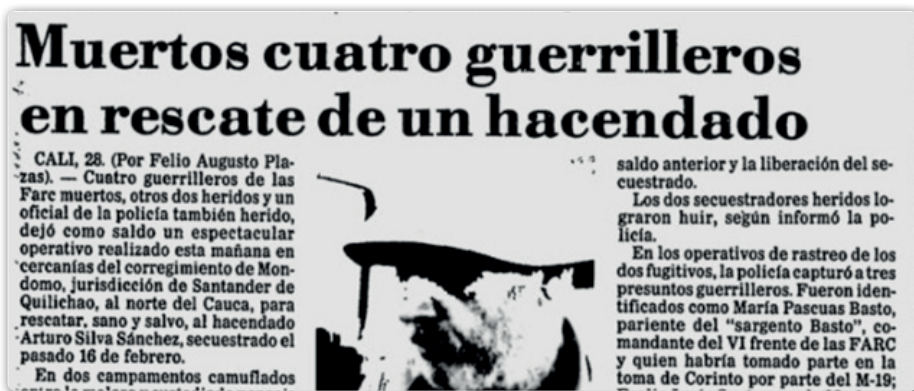 Muertos cuatro guerrilleros
en rescate de un hacendado
CALI, 28. (Por Felio Augusto Pla-
zas). — Cuatro guerrilleros de las
Farc muertos, otros dos heridos y un
oficial de la policía también herido,
dejó como saldo un espectacular
operativo realizado esta mañana en
cercanías del corregimiento de Mon-
domo, jurisdicción de Santander de
Quilichao, al norte del Cauca, para
rescatar, sano y salvo, al hacendado
Arturo Silva Sánchez, secuestrado el
pasado 16 de febrero.
En dos campamentos camuflados
saldo anterior y la liberación del se-
cuestrado.
Los dos secuestradores heridos lo-
graron huir, según informó la po-
licía.
En los operativos de rastreo de los
dos fugitivos, la policía capturó a tres
presuntos guerrilleros. Fueron iden-
tificados como María Pascuas Basto,
pariente del "sargento Basto", co-
mandante del VI frente de las FARC
y quien habría tomado parte en la
toma de Corinto por parte del M-19;